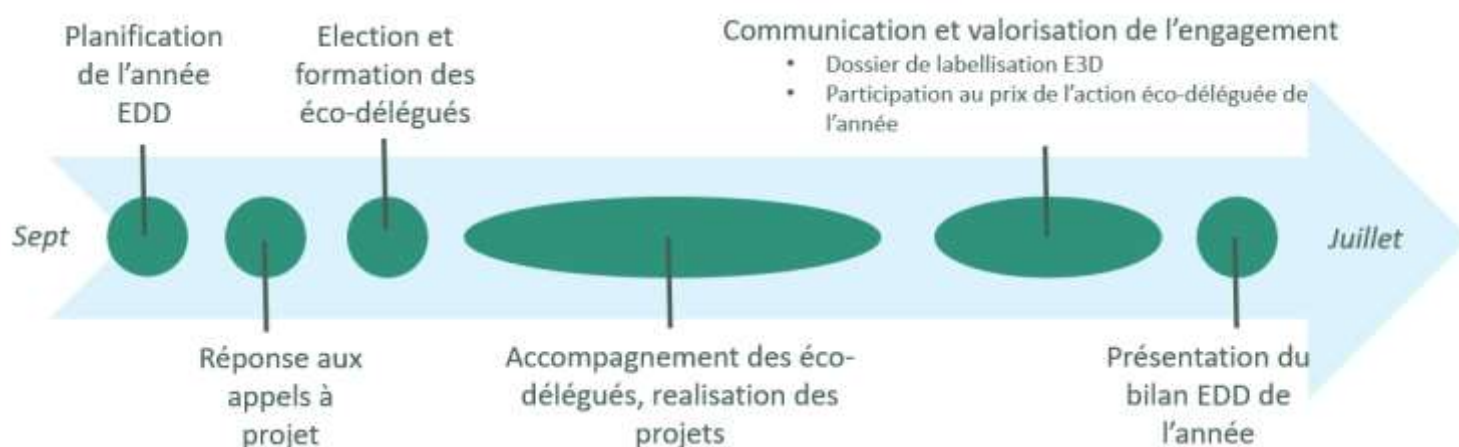 Planification
de l'année
EDD
Election et
formation des
éco-délégués
Communication et valorisation de l'engagement
• Dossier de labellisation E3D
• Participation au prix de l'action éco-déléguée de
l'année
Sept
Juillet
Réponse aux
appels à
projet
Accompagnement des éco-
délégués, realisation des
projets
Présentation du
bilan EDD de
l'année